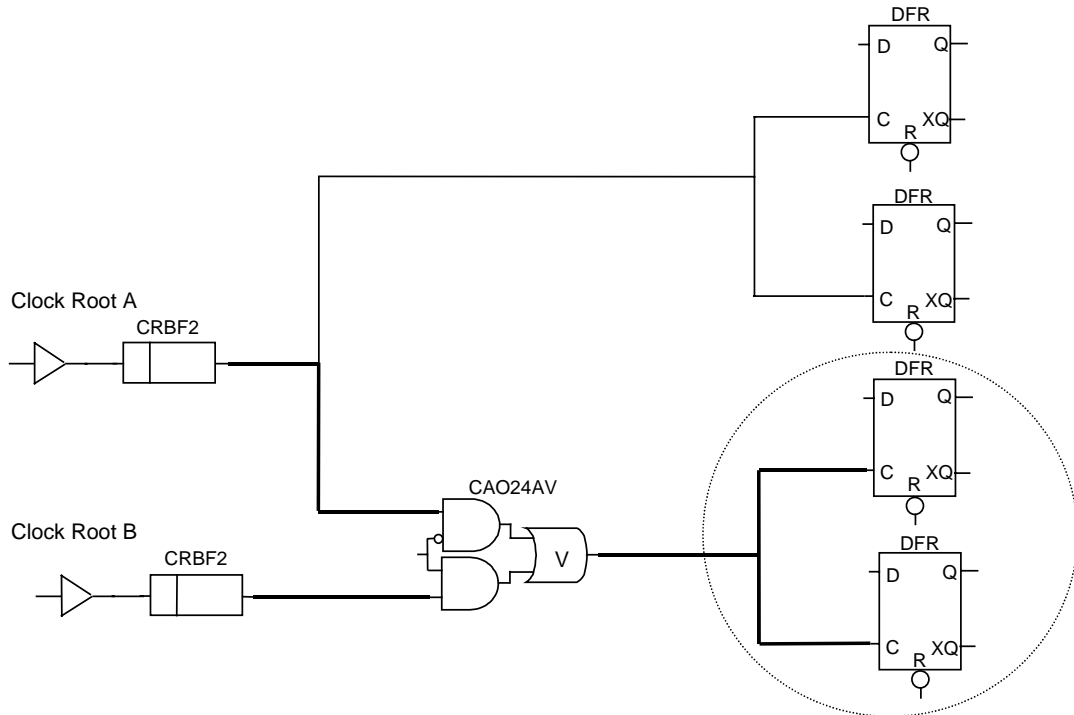 DFR
D
Q
C
XQ
R
DFR
D
Q
C
XQ
R
Clock Root A
CRBF2
DFR
D
Q
C
XQ
R
CAO24AV
V
Clock Root B
CRBF2
DFR
D
Q
C
XQ
R